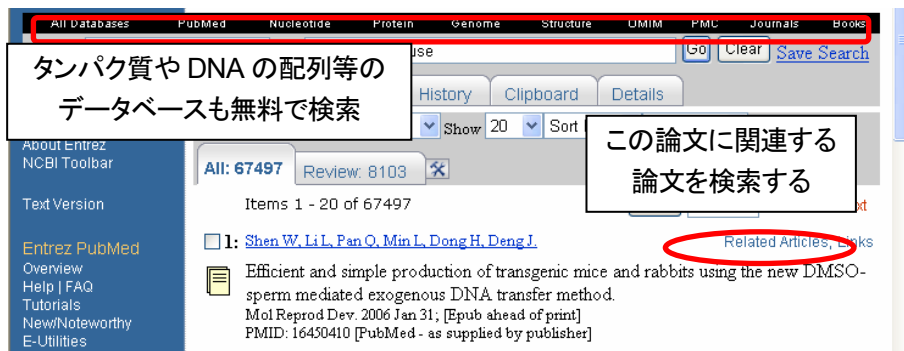 All Databases PubMed Nucleotide Protein Genome Structure OMIM PMC Journals Books
use Go Clear Save Search
タンパク質や DNA の配列等の
データベースも無料で検索
History Clipboard Details
Show 20 Sort
この論文に関連する
論文を検索する
About Entrez
NCBI Toolbar
All: 67497 Review: 8103
Text Version
Items 1 - 20 of 67497
1: Shen W, Li L, Pan Q, Min L, Dong H, Deng J.
Related Articles, Links
Entrez PubMed
Overview
Help | FAQ
Tutorials
New/Noteworthy
E-Utilities
Efficient and simple production of transgenic mice and rabbits using the new DMSO-
sperm mediated exogenous DNA transfer method.
Mol Reprod Dev. 2006 Jan 31; [Epub ahead of print]
PMID: 16450410 [PubMed - as supplied by publisher]